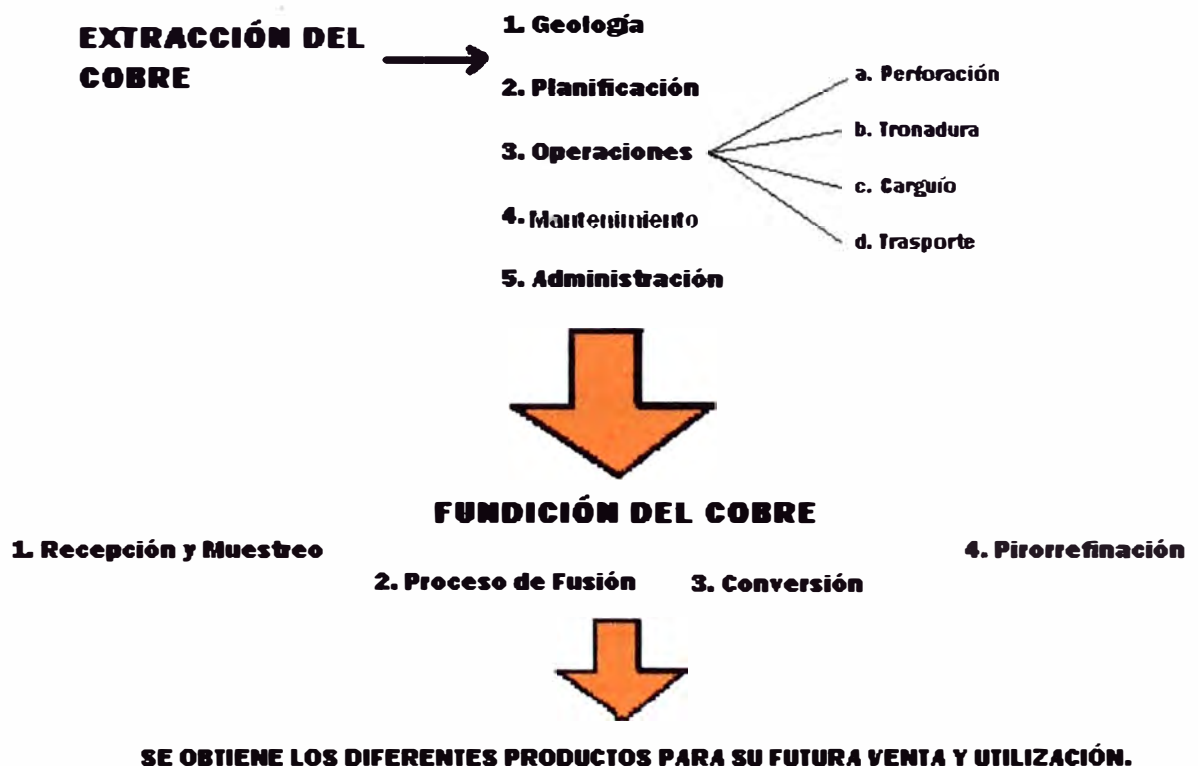 EXTRACCIÓN DEL
COBRE
1. Geología
2. Planificación
3. Operaciones
4. Mantenimiento
5. Administración
a. Perforación
b. Tronadura
c. Carguío
d. Trasporte
FUNDICIÓN DEL COBRE
1. Recepción y Muestreo
2. Proceso de Fusión
3. Conversión
4. Pirorrefinación
SE OBTIENE LOS DIFERENTES PRODUCTOS PARA SU FUTURA VENTA Y UTILIZACIÓN.